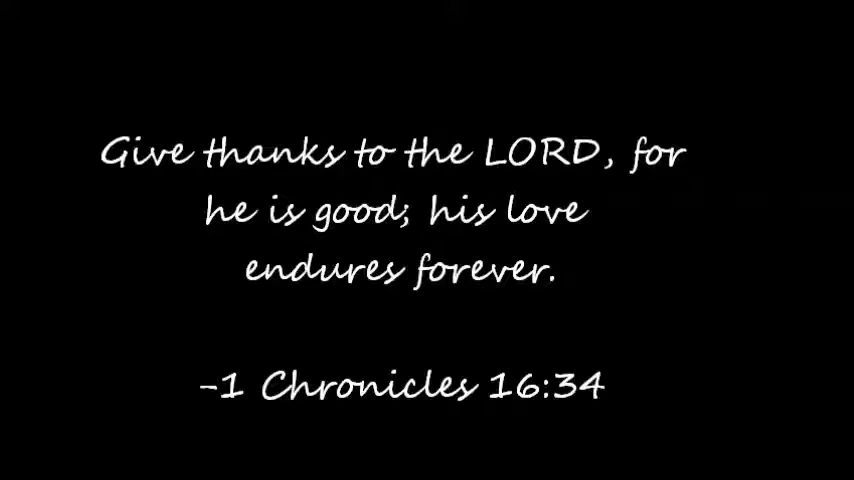 Give thanks to the LORD, for
he is good; his love
endures forever.
-1 Chronicles 16:34